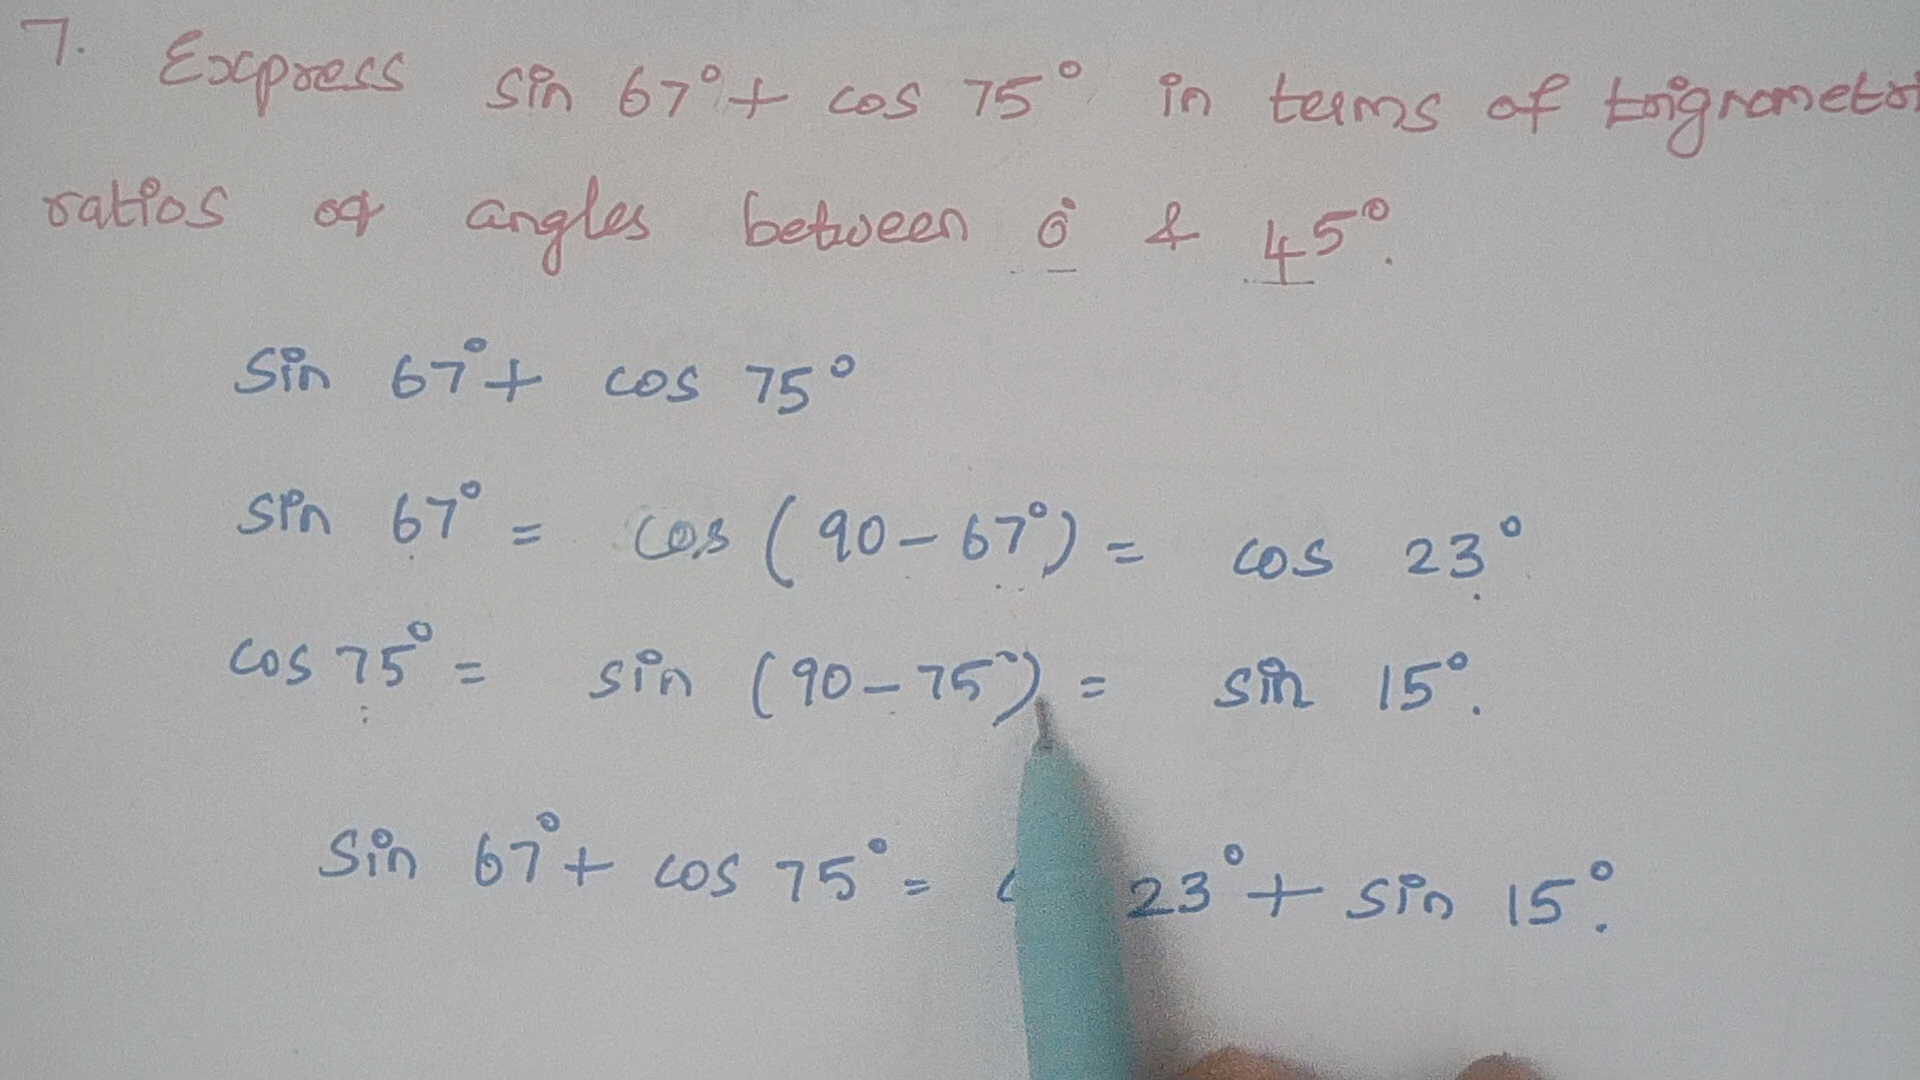 7. Express sin 67° + cos 75° in terms of trignometri
ratios of angles between 0° & 45°.
Sin 67° + cos 75°
sin 67° = cos (90 - 67°) = cos 23°
cos 75° = sin (90 - 75°) = sin 15°.
Sin 67° + cos 75° = 23° + sin 15°.